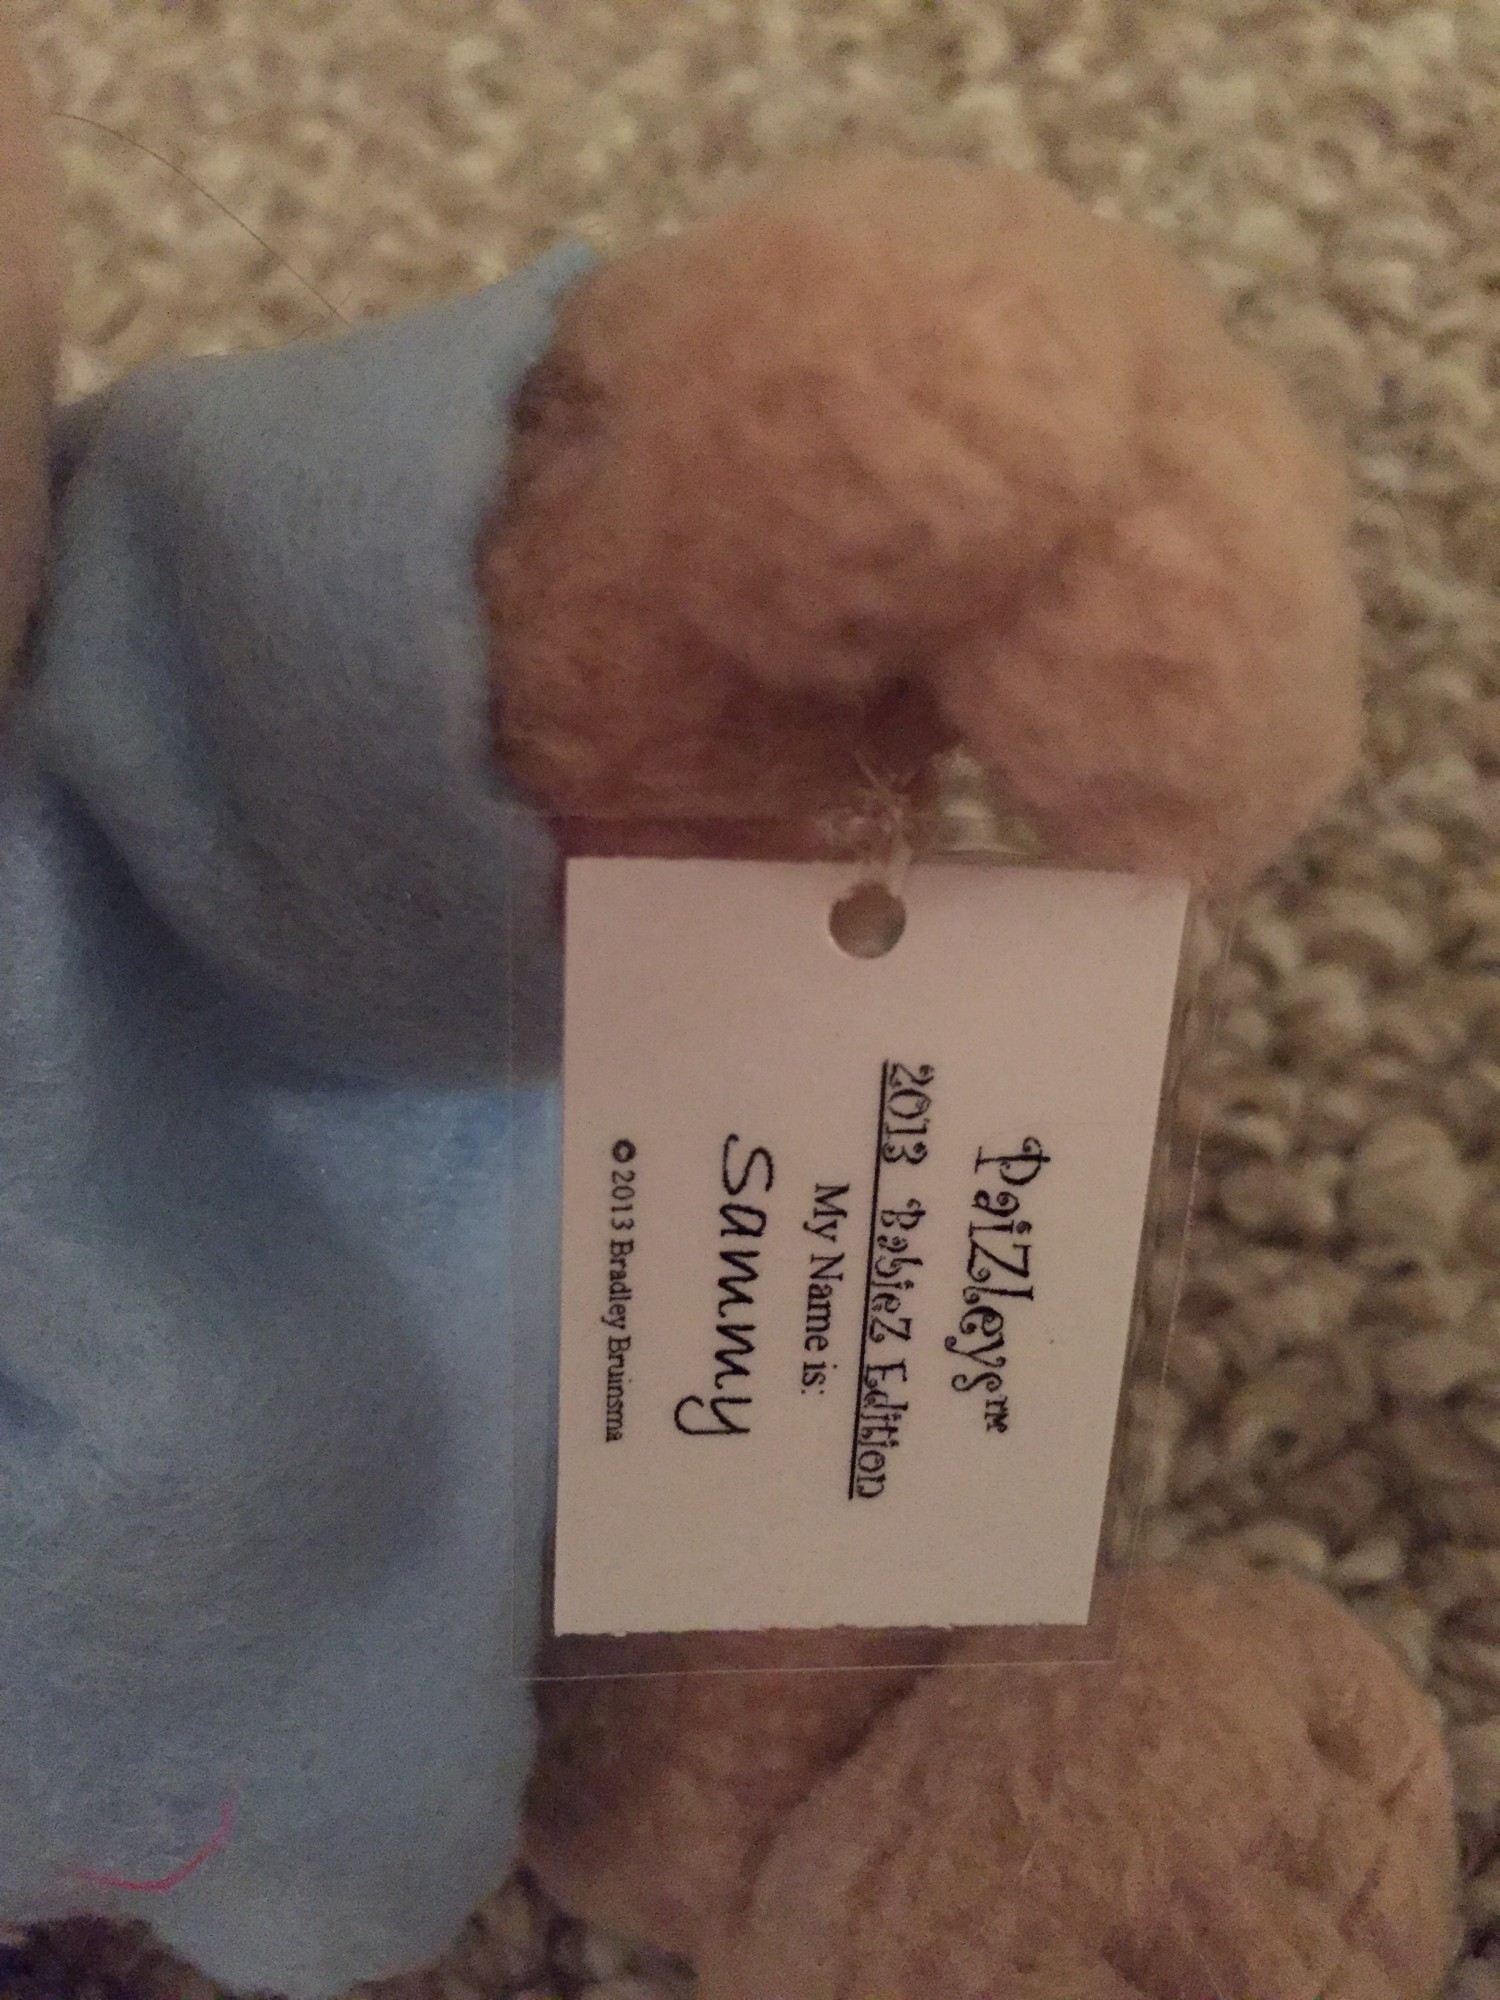 PaiZleys™
2013 BabieZ Edition
My Name is:
Sammy
© 2013 Bradley Bruinsma